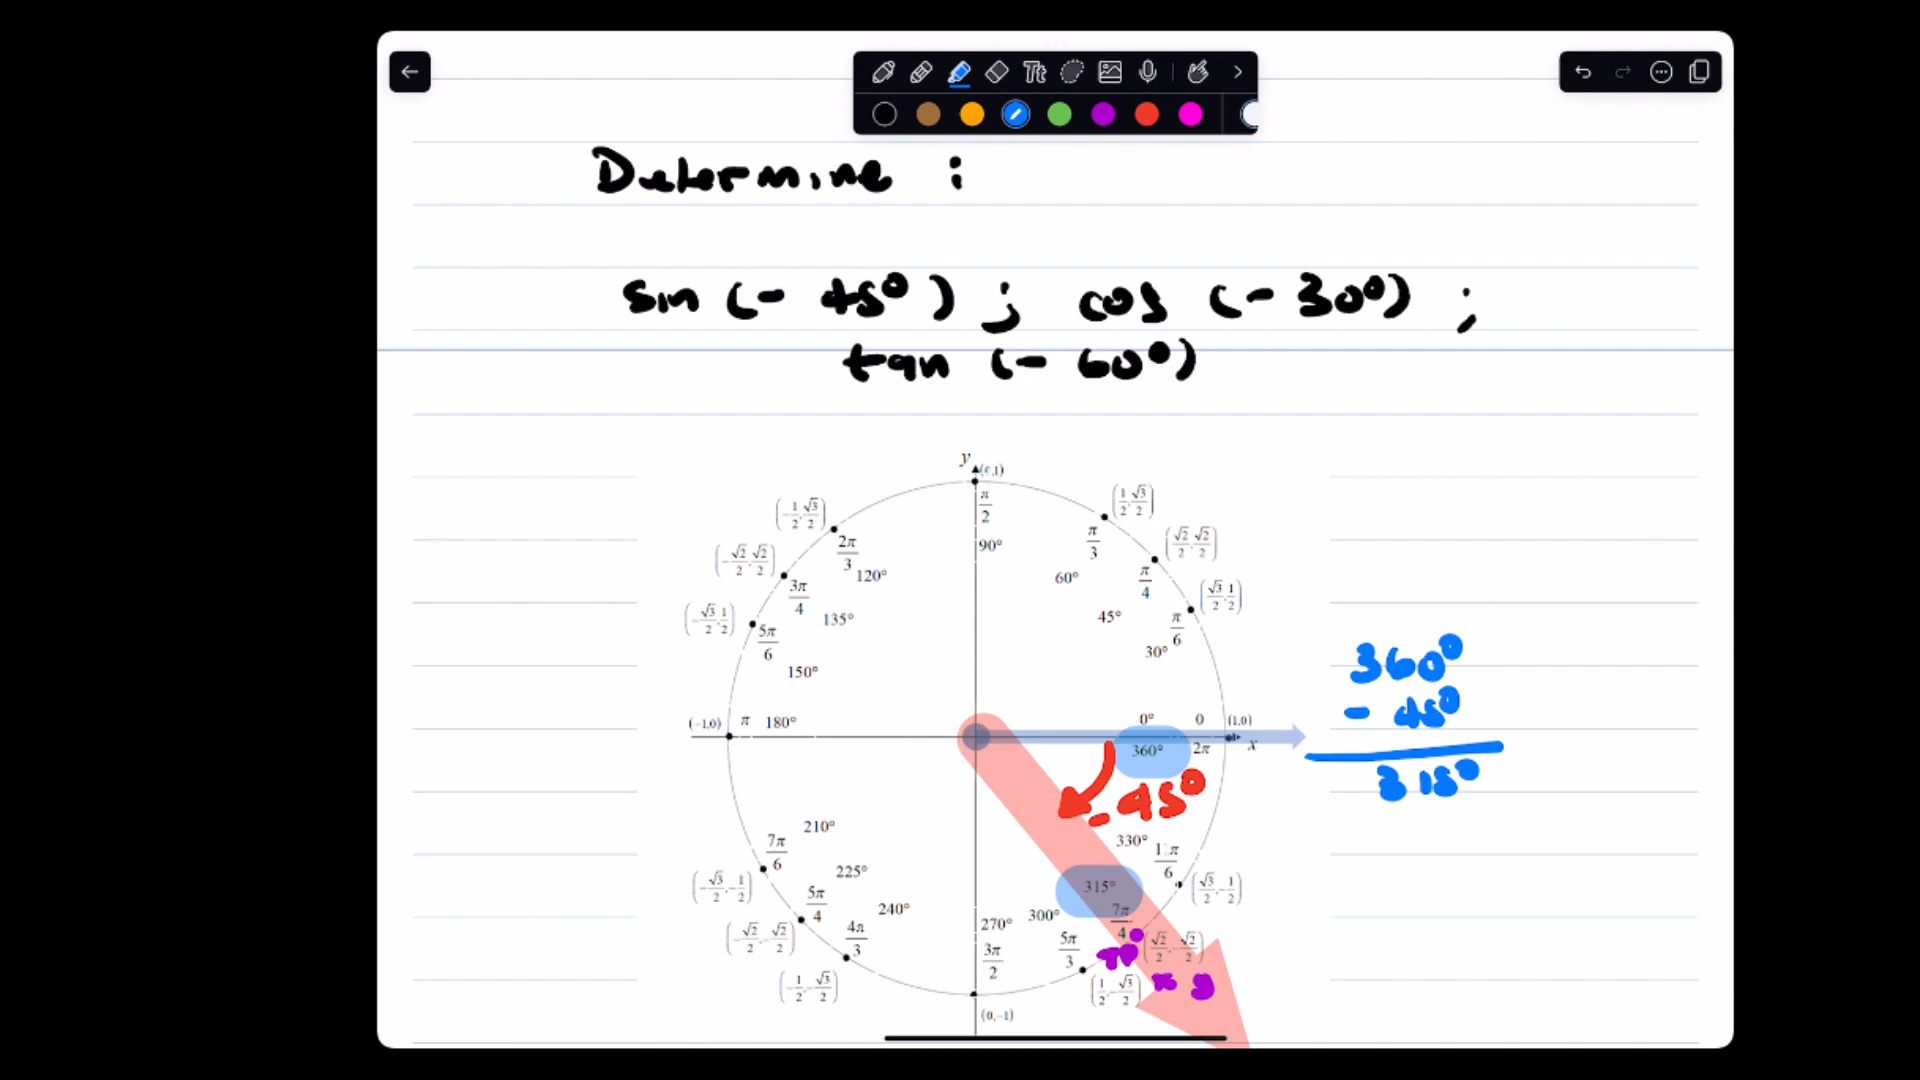 Tt
Determine :
sin (- 45°) ; cos (- 30°) ;
tan (- 60°)
y
(0,1)
π/2
90°
(1/2, √3/2)
π/3
60°
(√2/2, √2/2)
π/4
45°
(√3/2, 1/2)
π/6
30°
(-1/2, √3/2)
2π/3
120°
(-√2/2, √2/2)
3π/4
135°
(-√3/2, 1/2)
5π/6
150°
(-1,0)
π
180°
0°
0
(1,0)
360°
2π
x
360°
- 45°
315°
- 45°
210°
7π/6
(-√3/2, -1/2)
225°
5π/4
(-√2/2, -√2/2)
240°
4π/3
(-1/2, -√3/2)
270°
3π/2
(0,-1)
300°
5π/3
(1/2, -√3/2)
315°
7π/4
(√2/2, -√2/2)
x y
330°
11π/6
(√3/2, -1/2)